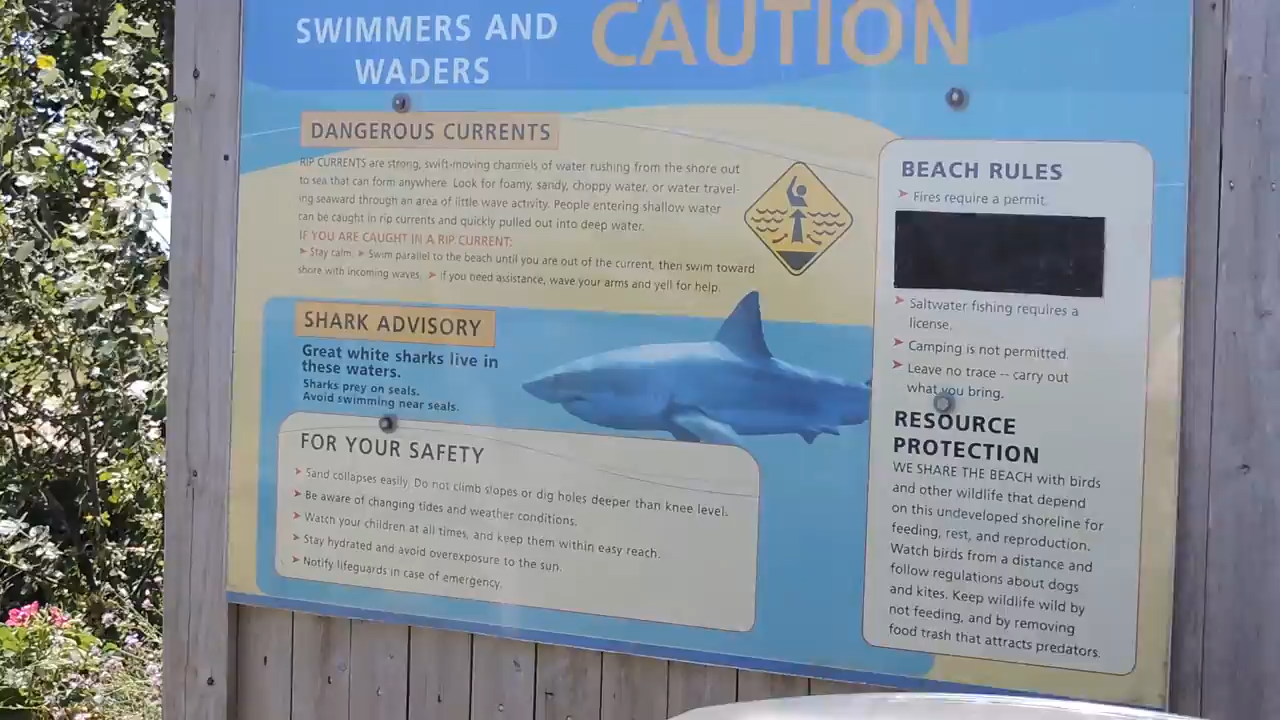 SWIMMERS AND
WADERS
CAUTION
DANGEROUS CURRENTS
RIP CURRENTS are strong, swift-moving channels of water rushing from the shore out
to sea that can form anywhere. Look for foamy, sandy, choppy water, or water travel-
ing seaward through an area of little wave activity. People entering shallow water
can be caught in rip currents and quickly pulled out into deep water.
IF YOU ARE CAUGHT IN A RIP CURRENT:
➤ Stay calm. ➤ Swim parallel to the beach until you are out of the current, then swim toward
shore with incoming waves. ➤ If you need assistance, wave your arms and yell for help.
SHARK ADVISORY
Great white sharks live in
these waters.
Sharks prey on seals.
Avoid swimming near seals.
FOR YOUR SAFETY
➤ Sand collapses easily. Do not climb slopes or dig holes deeper than knee level.
➤ Be aware of changing tides and weather conditions.
➤ Watch your children at all times, and keep them within easy reach.
➤ Stay hydrated and avoid overexposure to the sun.
➤ Notify lifeguards in case of emergency.
BEACH RULES
➤ Fires require a permit.
➤ Saltwater fishing requires a
license.
➤ Camping is not permitted.
➤ Leave no trace -- carry out
what you bring.
RESOURCE
PROTECTION
WE SHARE THE BEACH with birds
and other wildlife that depend
on this undeveloped shoreline for
feeding, rest, and reproduction.
Watch birds from a distance and
follow regulations about dogs
and kites. Keep wildlife wild by
not feeding, and by removing
food trash that attracts predators.